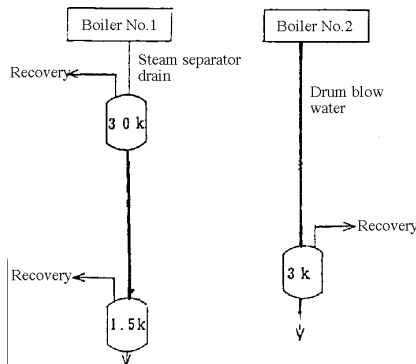 Boiler No.1
Boiler No.2
Steam separator
drain
Recovery
30k
Drum blow
water
Recovery
Recovery
3k
1.5k